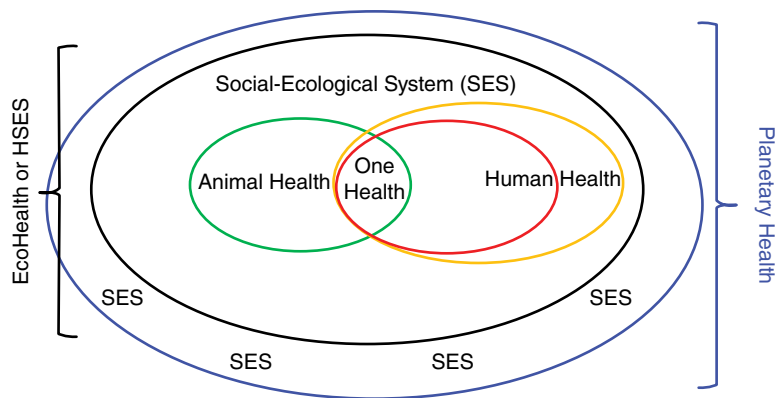 EcoHealth or HSES
Social-Ecological System (SES)
Animal Health
One
Health
Human Health
SES
SES
SES
SES
Planetary Health